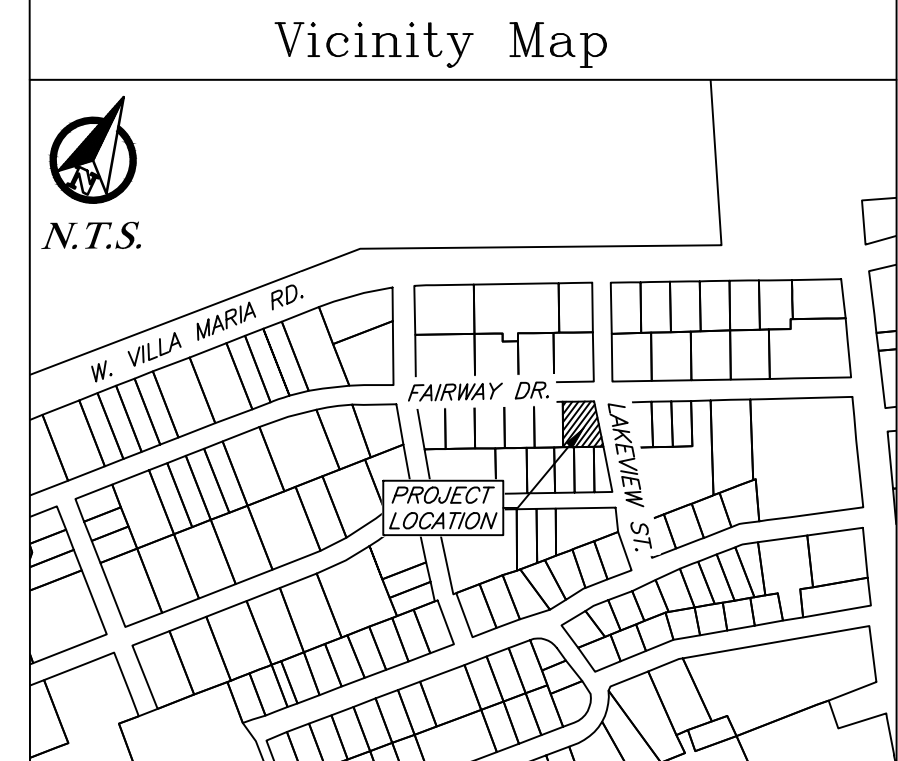 Vicinity Map
N
N.T.S.
W. VILLA MARIA RD.
FAIRWAY DR.
LAKEVIEW ST.
PROJECT
LOCATION